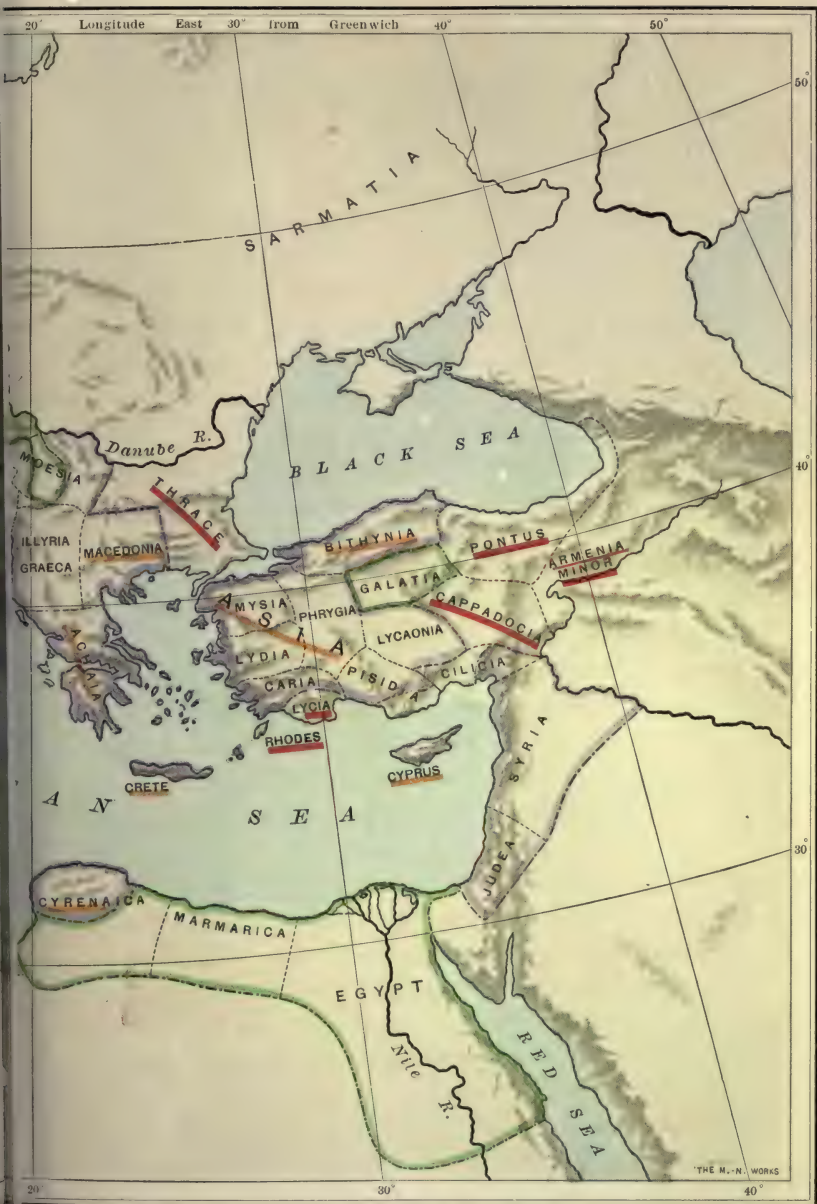 20° Longitude East 30° from Greenwich 40° 50°
50°
SARMATIA
Danube R.
MOESIA
BLACK SEA
40°
THRACE
ILLYRIA
GRAECA
MACEDONIA
BITHYNIA
PONTUS
ARMENIA
MINOR
GALATIA
CAPPADOCIA
ASIA
MYSIA
PHRYGIA
LYCAONIA
ACHAIA
LYDIA
PISIDIA
CILICIA
CARIA
LYCIA
RHODES
SYRIA
CYPRUS
CRETE
AN SEA
JUDEA
30°
CYRENAICA
MARMARICA
EGYPT
Nile
R.
RED SEA
THE M.-N. WORKS
20° 30° 40°